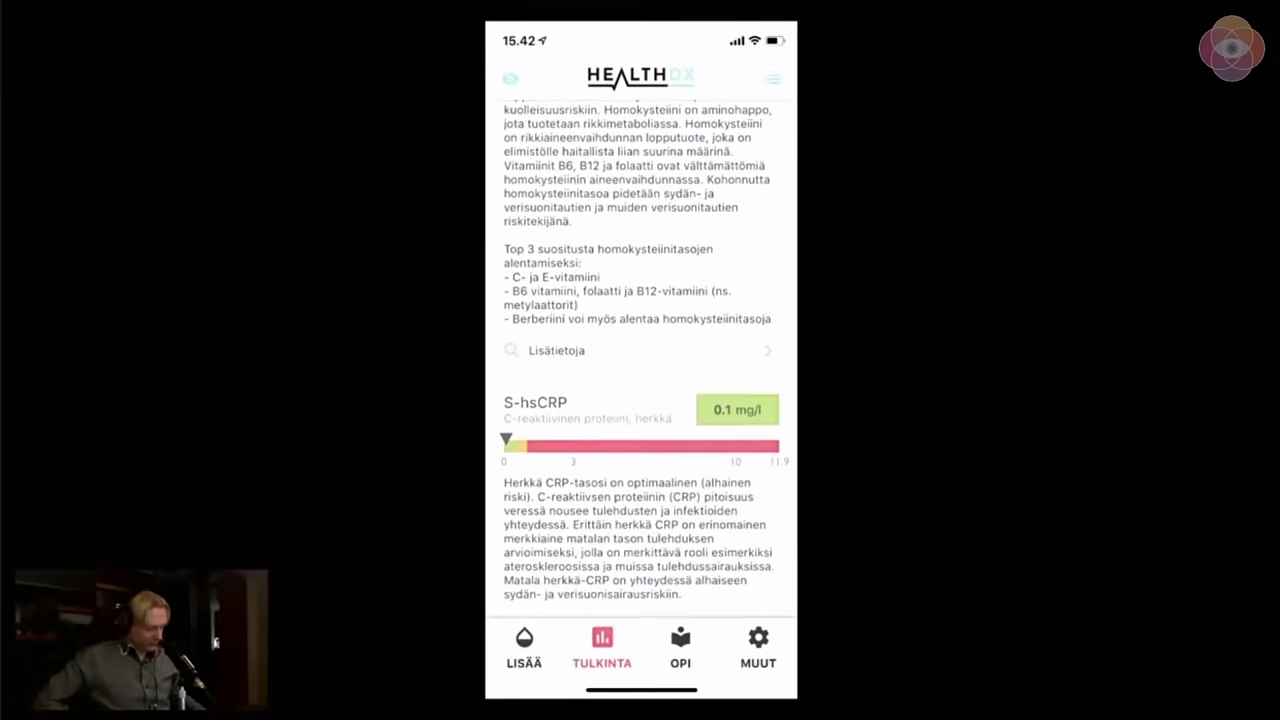 15.42
HEALTHDX
kuolleisuusriskiin. Homokysteiini on aminohappo,
jota tuotetaan rikkimetaboliassa. Homokysteiini
on rikkiaineenvaihdunnan lopputuote, joka on
elimistölle haitallista liian suurina määrinä.
Vitamiinit B6, B12 ja folaatti ovat välttämättömiä
homokysteiinin aineenvaihdunnassa. Kohonnutta
homokysteiinitasoa pidetään sydän- ja
verisuonitautien ja muiden verisuonitautien
riskitekijänä.
Top 3 suositusta homokysteiinitasojen
alentamiseksi:
- C- ja E-vitamiini
- B6 vitamiini, folaatti ja B12-vitamiini (ns.
metylaattorit)
- Berberiini voi myös alentaa homokysteiinitasoja
Lisätietoja
S-hsCRP
0.1 mg/l
C-reaktiivinen proteiini, herkkä
0 3 10 11.9
Herkkä CRP-tasosi on optimaalinen (alhainen
riski). C-reaktiivsen proteiinin (CRP) pitoisuus
veressä nousee tulehdusten ja infektioiden
yhteydessä. Erittäin herkkä CRP on erinomainen
merkkiaine matalan tason tulehduksen
arvioimiseksi, jolla on merkittävä rooli esimerkiksi
ateroskleroosissa ja muissa tulehdussairauksissa.
Matala herkkä-CRP on yhteydessä alhaiseen
sydän- ja verisuonisairausriskiin.
LISÄÄ TULKINTA OPI MUUT